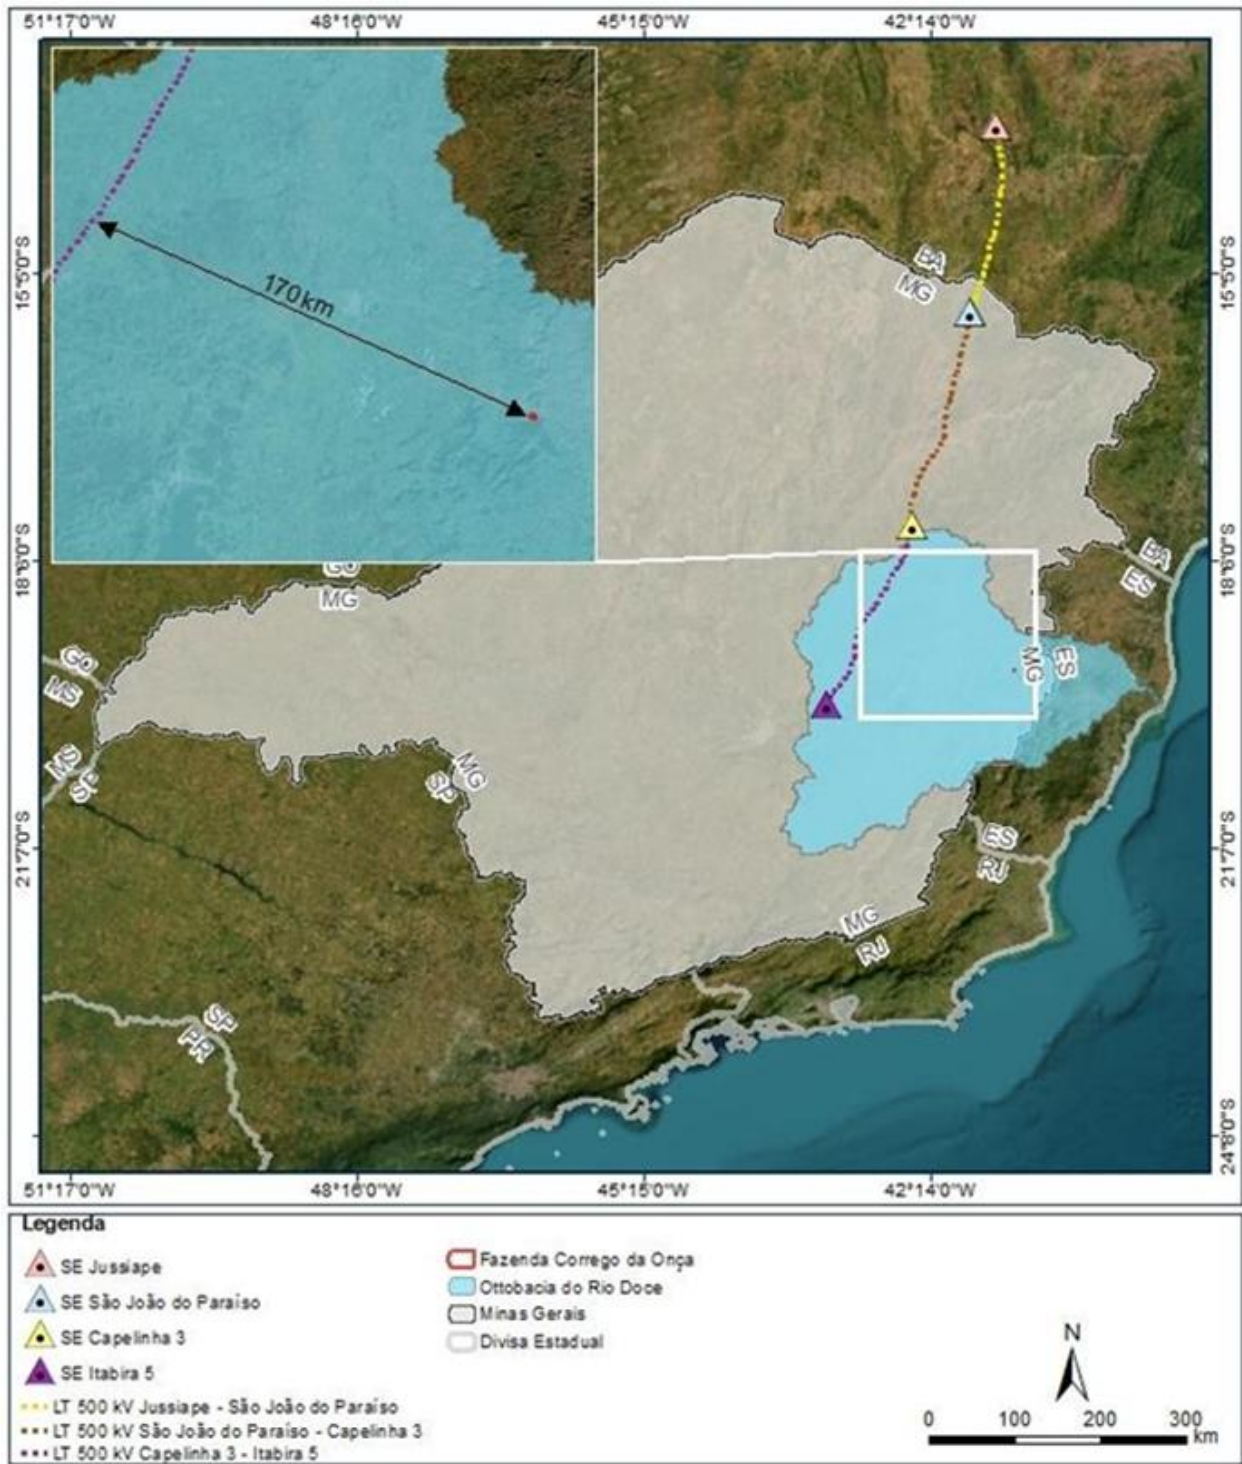 51°17'0"W 48°16'0"W 45°15'0"W 42°14'0"W
15°5'0"S 15°5'0"S
BA
MG
170 km
18°6'0"S 18°6'0"S
BA
ES
GO
MG
GO
MS
MG ES
MS
SP
MG
SP
21°7'0"S 21°7'0"S
ES
RJ
MG
RJ
SP
PR
24°8'0"S
51°17'0"W 48°16'0"W 45°15'0"W 42°14'0"W
Legenda
SE Jussiape
SE São João do Paraíso
SE Capelinha 3
SE Itabira 5
LT 500 kV Jussiape - São João do Paraíso
LT 500 kV São João do Paraíso - Capelinha 3
LT 500 kV Capelinha 3 - Itabira 5
Fazenda Corrego da Onça
Ottobacia do Rio Doce
Minas Gerais
Divisa Estadual
N
0 100 200 300
km